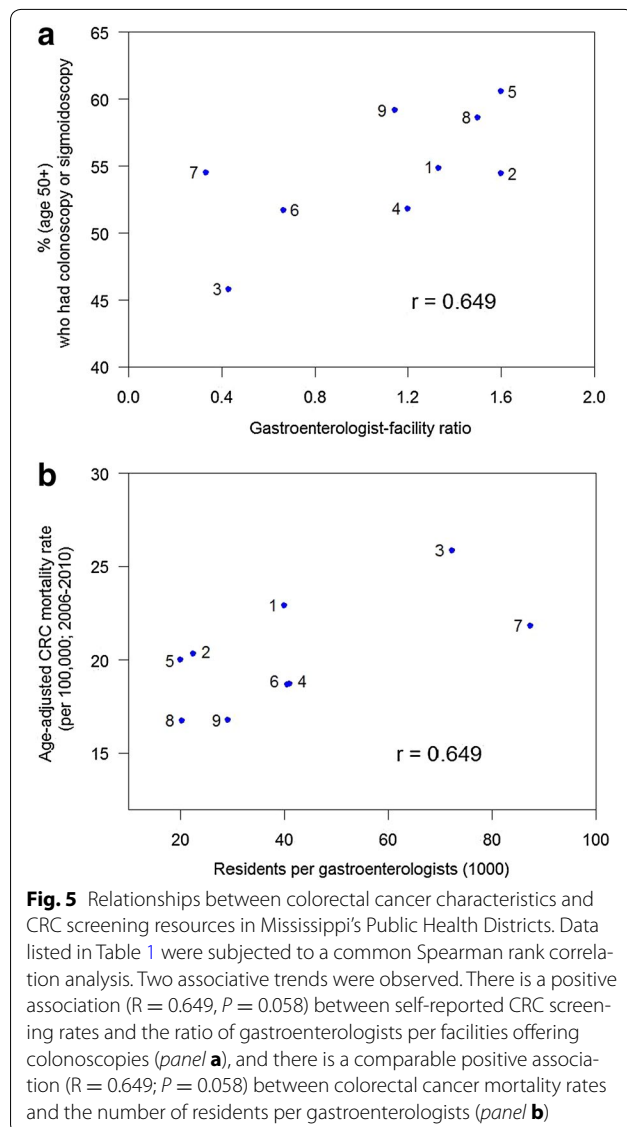 a
65
60
55
50
45
40
% (age 50+)
who had colonoscopy or sigmoidoscopy
5
9
8
1
7
2
4
6
3
r = 0.649
0.0 0.4 0.8 1.2 1.6 2.0
Gastroenterologist-facility ratio
b
30
25
20
15
Age-adjusted CRC mortality rate
(per 100,000; 2006-2010)
3
1
7
2
5
6
4
8
9
r = 0.649
20 40 60 80 100
Residents per gastroenterologists (1000)
Fig. 5 Relationships between colorectal cancer characteristics and
CRC screening resources in Mississippi's Public Health Districts. Data
listed in Table 1 were subjected to a common Spearman rank correla-
tion analysis. Two associative trends were observed. There is a positive
association (R = 0.649, P = 0.058) between self-reported CRC screen-
ing rates and the ratio of gastroenterologists per facilities offering
colonoscopies (panel a), and there is a comparable positive associa-
tion (R = 0.649; P = 0.058) between colorectal cancer mortality rates
and the number of residents per gastroenterologists (panel b)